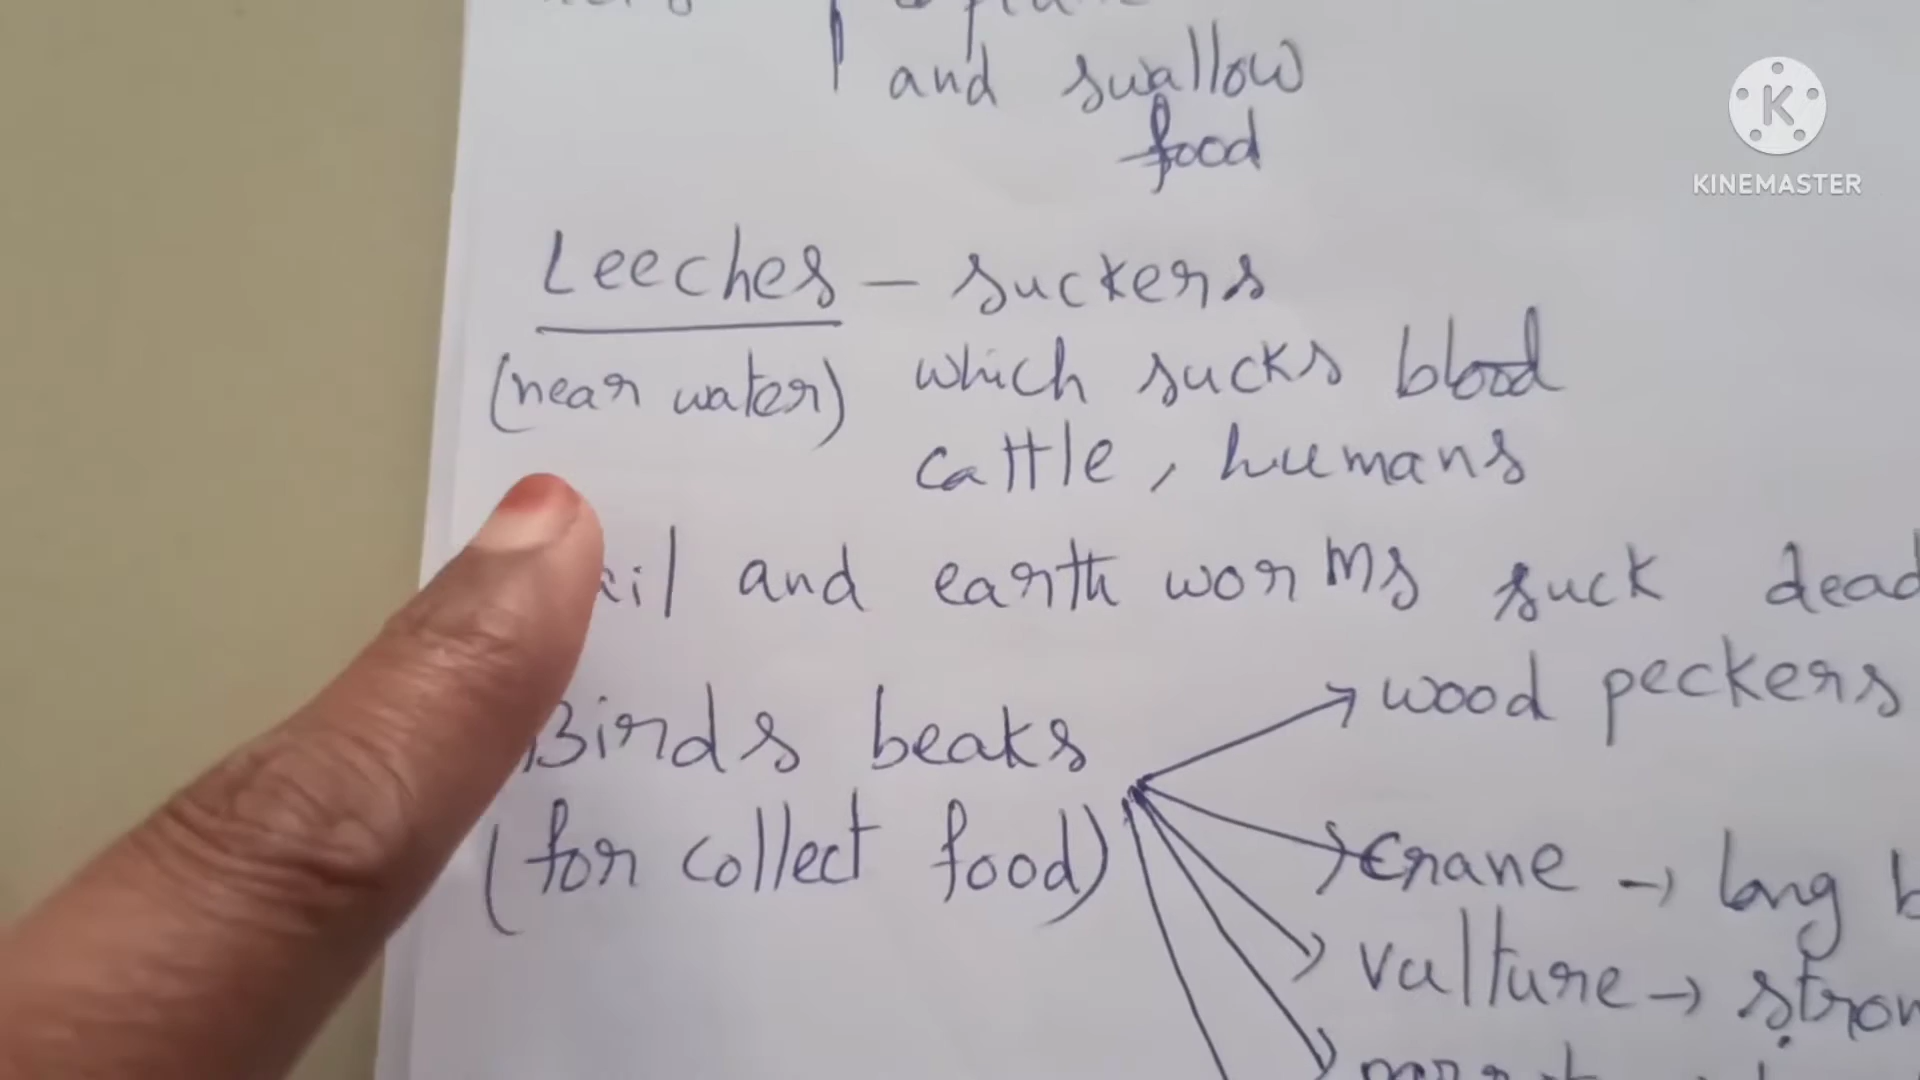 and swallow
food
Leeches - suckers
(near water) which sucks blood
cattle, humans
and earth worms suck dead
Birds beaks
wood peckers
(for collect food)
crane → long
vulture →
K
KINEMASTER